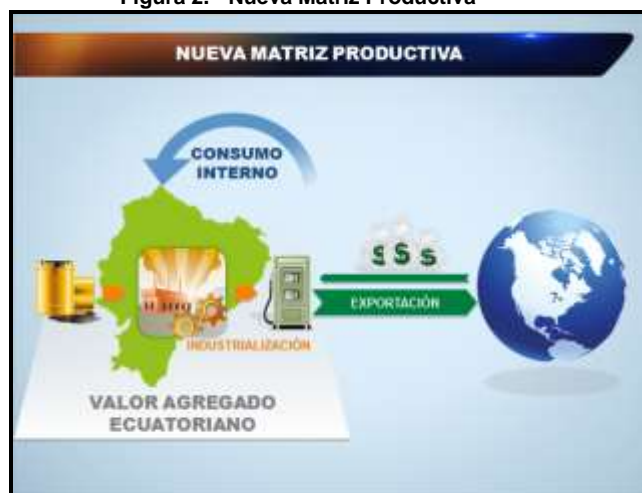 Figura 2. Nueva Matriz Productiva
NUEVA MATRIZ PRODUCTIVA
CONSUMO
INTERNO
$ $ $
EXPORTACIÓN
INDUSTRIALIZACIÓN
VALOR AGREGADO
ECUATORIANO